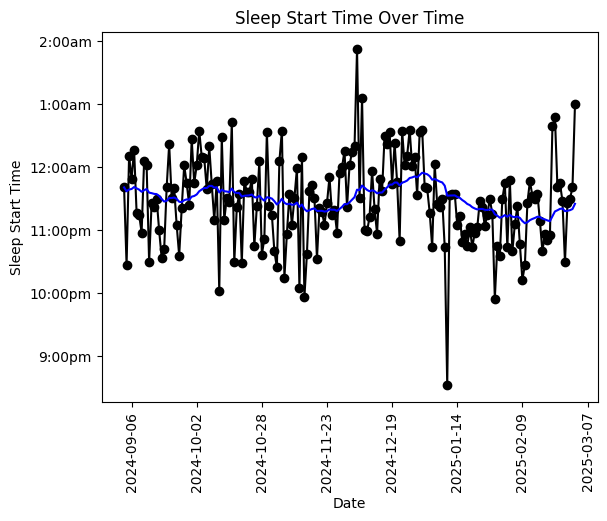 Sleep Start Time Over Time
Sleep Start Time
2:00am
1:00am
12:00am
11:00pm
10:00pm
9:00pm
2024-09-06
2024-10-02
2024-10-28
2024-11-23
2024-12-19
2025-01-14
2025-02-09
2025-03-07
Date